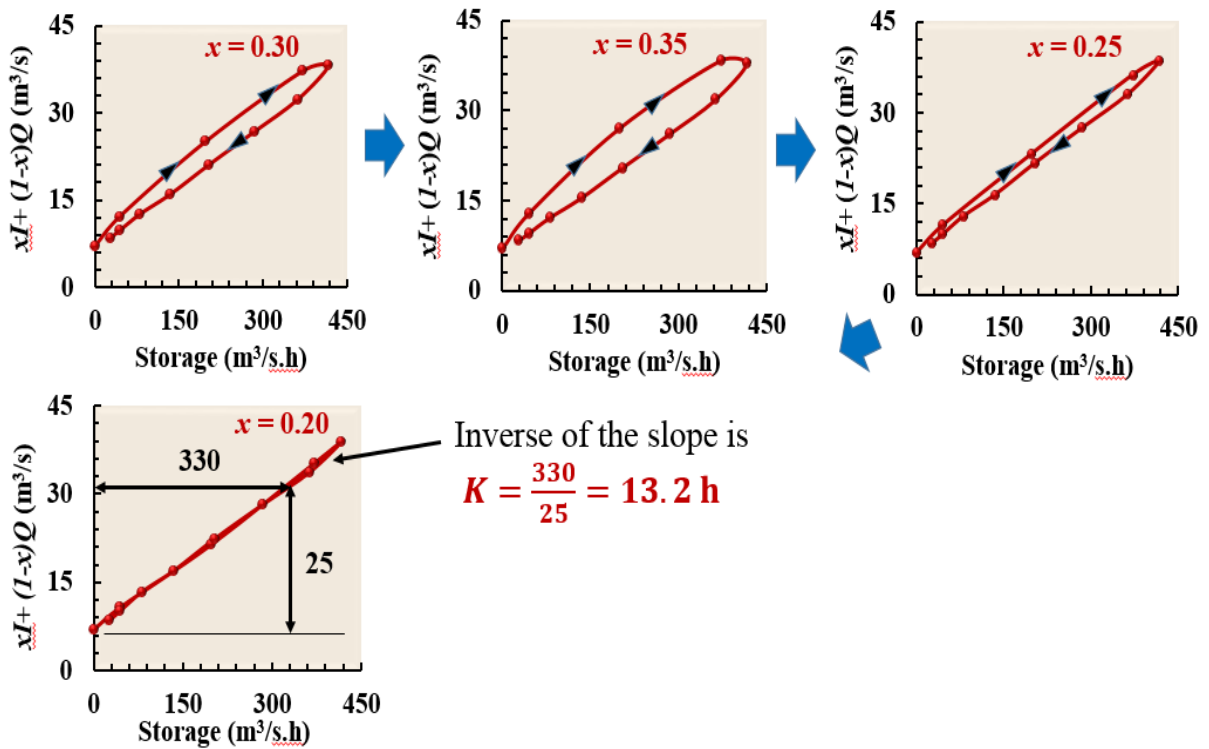 x = 0.30
xI+ (1-x)Q (m³/s)
45
30
15
0
0 150 300 450
Storage (m³/s.h)
x = 0.35
xI+ (1-x)Q (m³/s)
45
30
15
0
0 150 300 450
Storage (m³/s.h)
x = 0.25
xI+ (1-x)Q (m³/s)
45
30
15
0
0 150 300 450
Storage (m³/s.h)
x = 0.20
xI+ (1-x)Q (m³/s)
45
30
15
0
330
25
0 150 300 450
Storage (m³/s.h)
Inverse of the slope is
K = 330/25 = 13.2 h